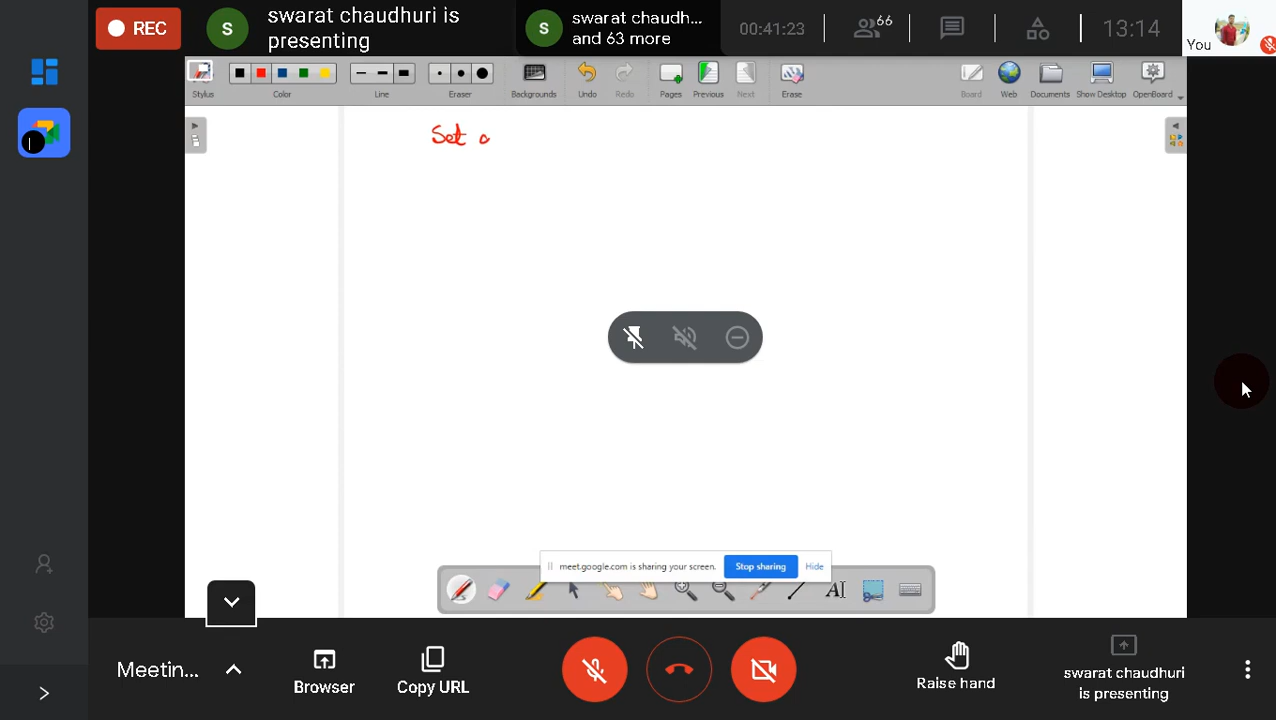 REC
S
swarat chaudhuri is
presenting
S
swarat chaudh...
and 63 more
00:41:23
66
13:14
You
Stylus
Color
Line
Eraser
Backgrounds
Undo
Redo
Pages
Previous
Next
Erase
Board
Web
Documents
Show Desktop
OpenBoard
Set o
meet.google.com is sharing your screen.
Stop sharing
Hide
AI
Meetin...
Browser
Copy URL
Raise hand
swarat chaudhuri
is presenting